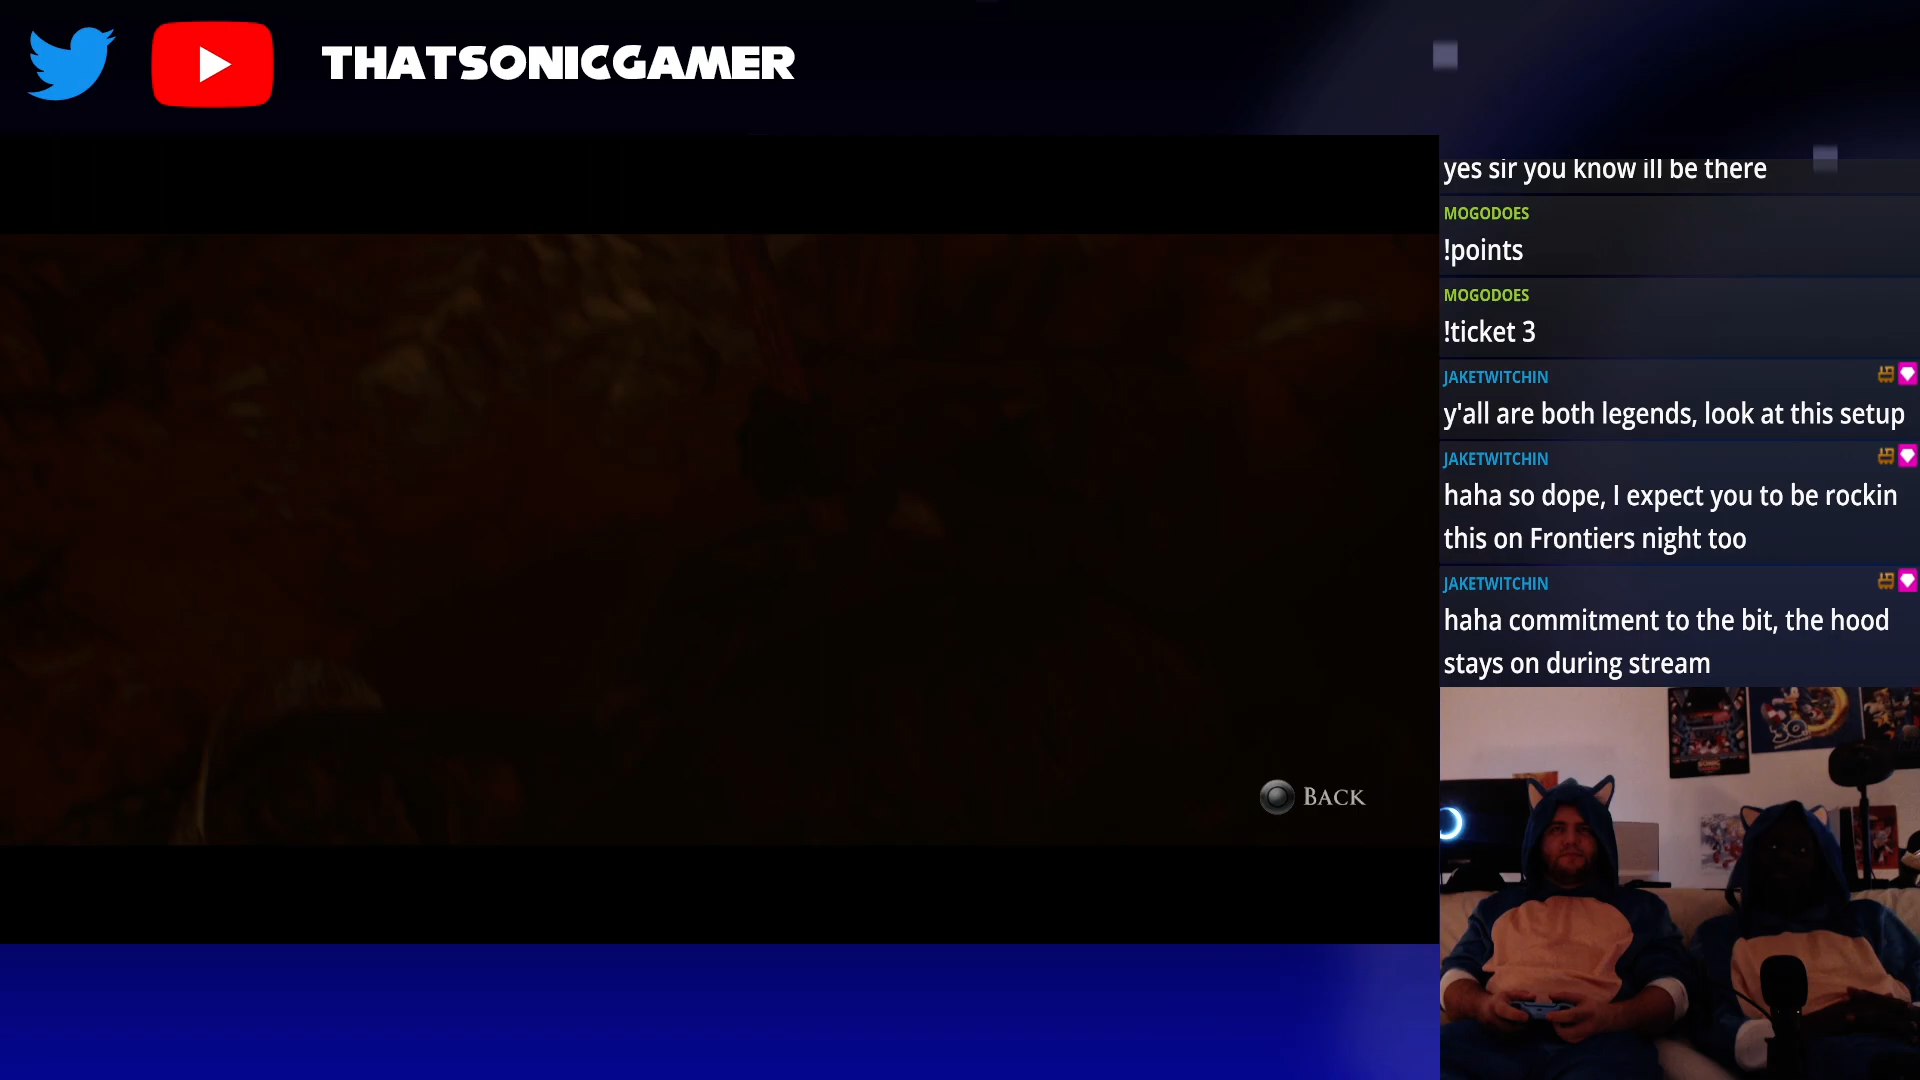 THATSONICGAMER
yes sir you know ill be there
MOGODOES
!points
MOGODOES
!ticket 3
JAKETWITCHIN
y'all are both legends, look at this setup
JAKETWITCHIN
haha so dope, I expect you to be rockin
this on Frontiers night too
JAKETWITCHIN
haha commitment to the bit, the hood
stays on during stream
BACK